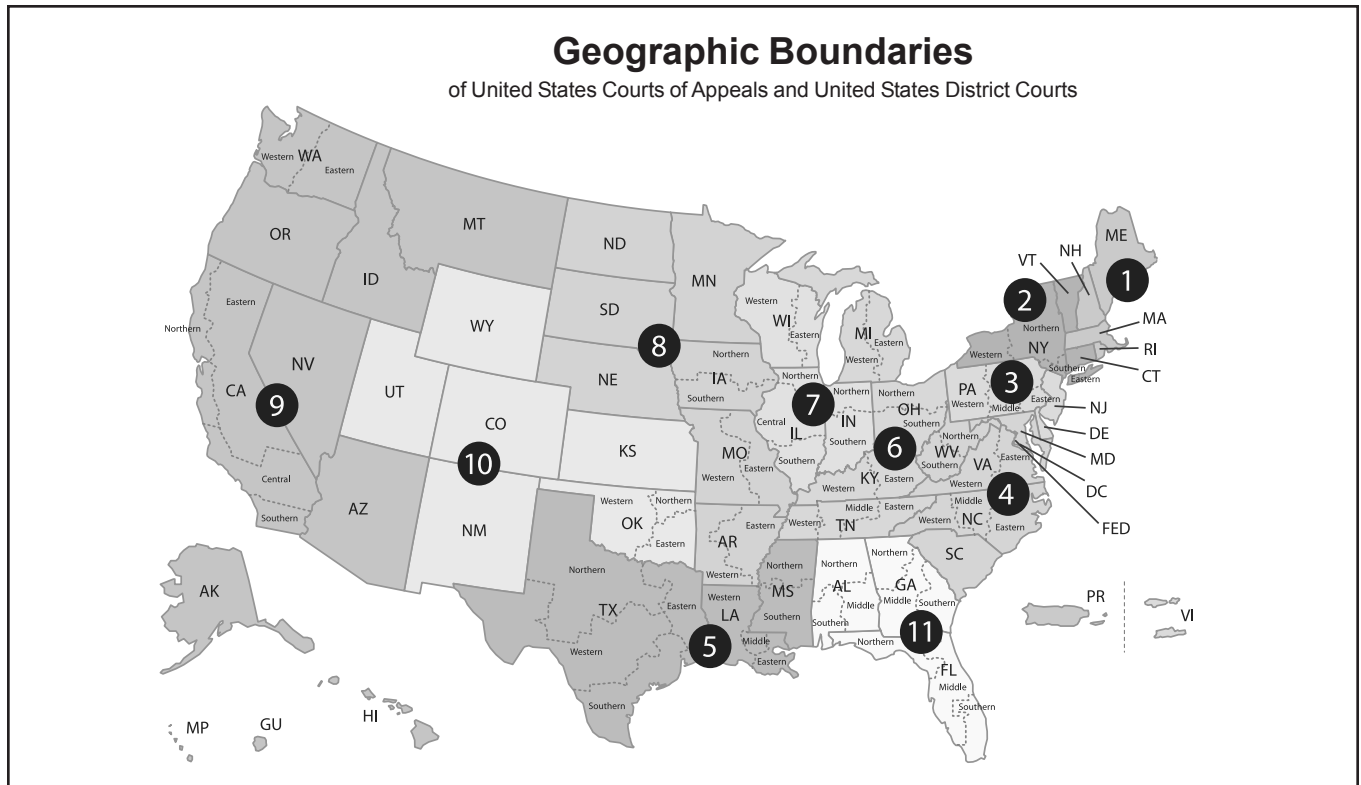 Geographic Boundaries
of United States Courts of Appeals and United States District Courts
Western
WA
Eastern
OR
ID
MT
ND
MN
SD
WY
NE
8
Northern
IA
Southern
Western
WI
Eastern
MI
Western
Eastern
ME
1
NH
VT
2
Northern
Western
NY
Southern
Eastern
MA
RI
CT
Northern
Eastern
NV
CA
9
Central
Southern
UT
CO
10
KS
AZ
NM
MO
Western
Eastern
7
Northern
Central
IL
Southern
Northern
IN
Southern
Northern
OH
Southern
6
PA
Western
3
Middle
Eastern
NJ
DE
MD
DC
FED
Northern
WV
Southern
Eastern
VA
Western
4
KY
Western
Eastern
Western
Middle
TN
Eastern
Western
Middle
NC
Eastern
SC
Western
Northern
OK
Eastern
Eastern
AR
Western
Northern
TX
Eastern
Western
Southern
Western
LA
5
Middle
Eastern
Northern
MS
Southern
Northern
AL
Middle
Southern
Northern
GA
Middle
Southern
11
Northern
FL
Middle
Southern
AK
HI
MP
GU
PR
VI